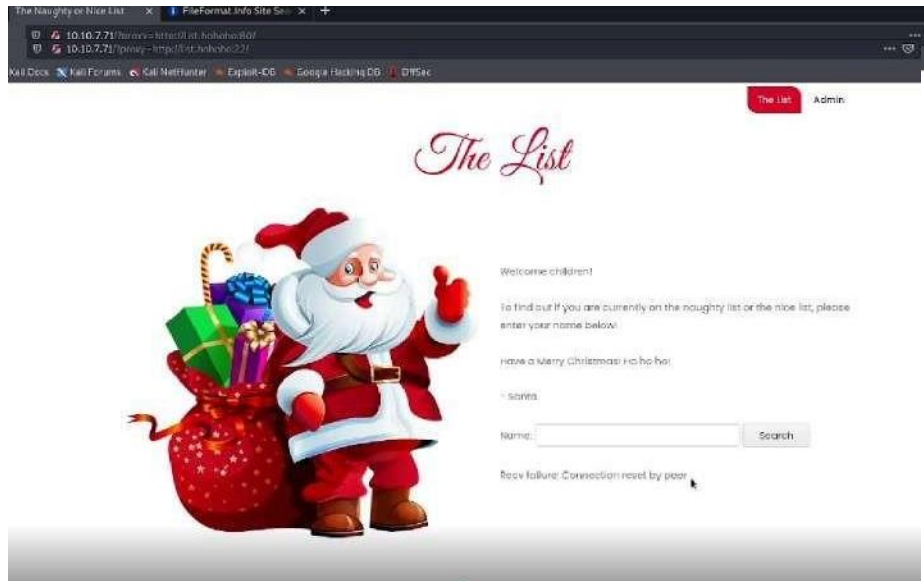 The Naughty or Nice List × FileFormat.Info Site Sea × +
10.10.7.71/?proxy=http://list.hohoho:80/
10.10.7.71/?proxy=http://list.hohoho:22/
Kali Docs Kali Forums Kali NetHunter Exploit-DB Google Hacking DB OffSec
The List Admin
The List
Welcome children!
To find out if you are currently on the naughty list or the nice list, please
enter your name below!
Have a Merry Christmas! Ho ho ho!
- Santa
Name: Search
Recv failure: Connection reset by peer